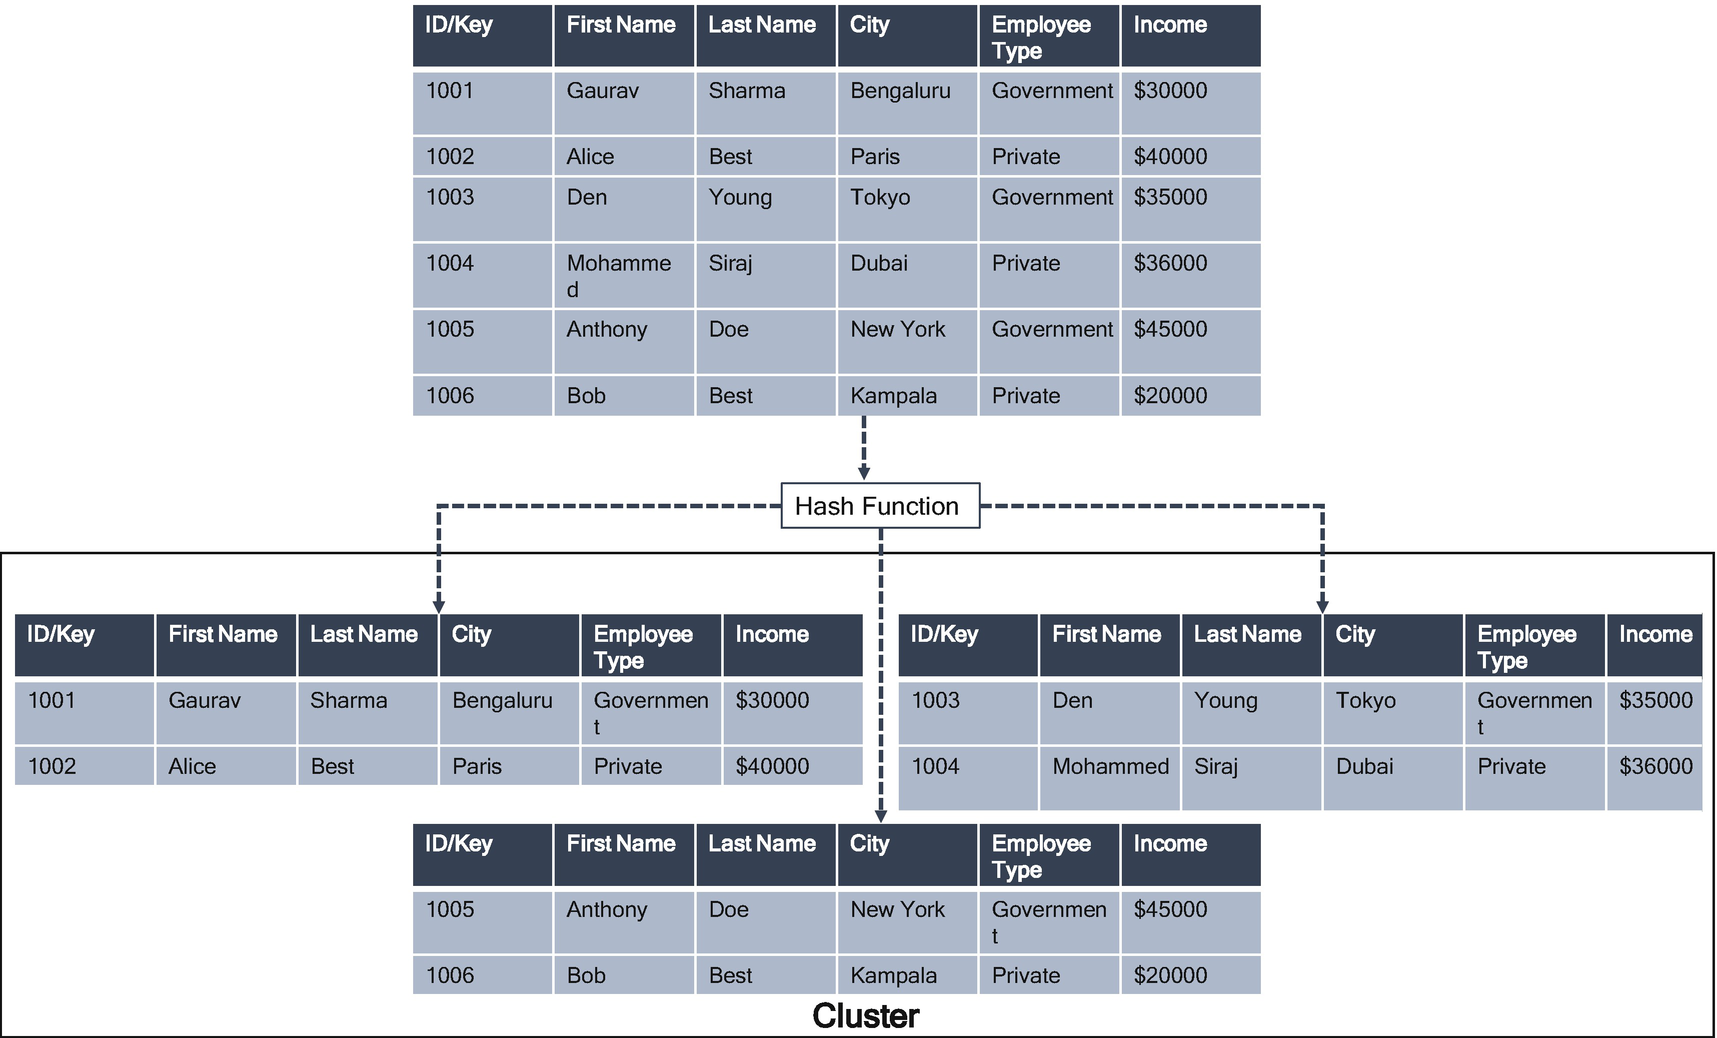 ID/Key First Name Last Name City Employee Income
Type
1001 Gaurav Sharma Bengaluru Government $30000
1002 Alice Best Paris Private $40000
1003 Den Young Tokyo Government $35000
1004 Mohamme Siraj Dubai Private $36000
d
1005 Anthony Doe New York Government $45000
1006 Bob Best Kampala Private $20000
Hash Function
ID/Key First Name Last Name City Employee Income
Type
1001 Gaurav Sharma Bengaluru Governmen $30000
t
1002 Alice Best Paris Private $40000
ID/Key First Name Last Name City Employee Income
Type
1003 Den Young Tokyo Governmen $35000
t
1004 Mohammed Siraj Dubai Private $36000
ID/Key First Name Last Name City Employee Income
Type
1005 Anthony Doe New York Governmen $45000
t
1006 Bob Best Kampala Private $20000
Cluster